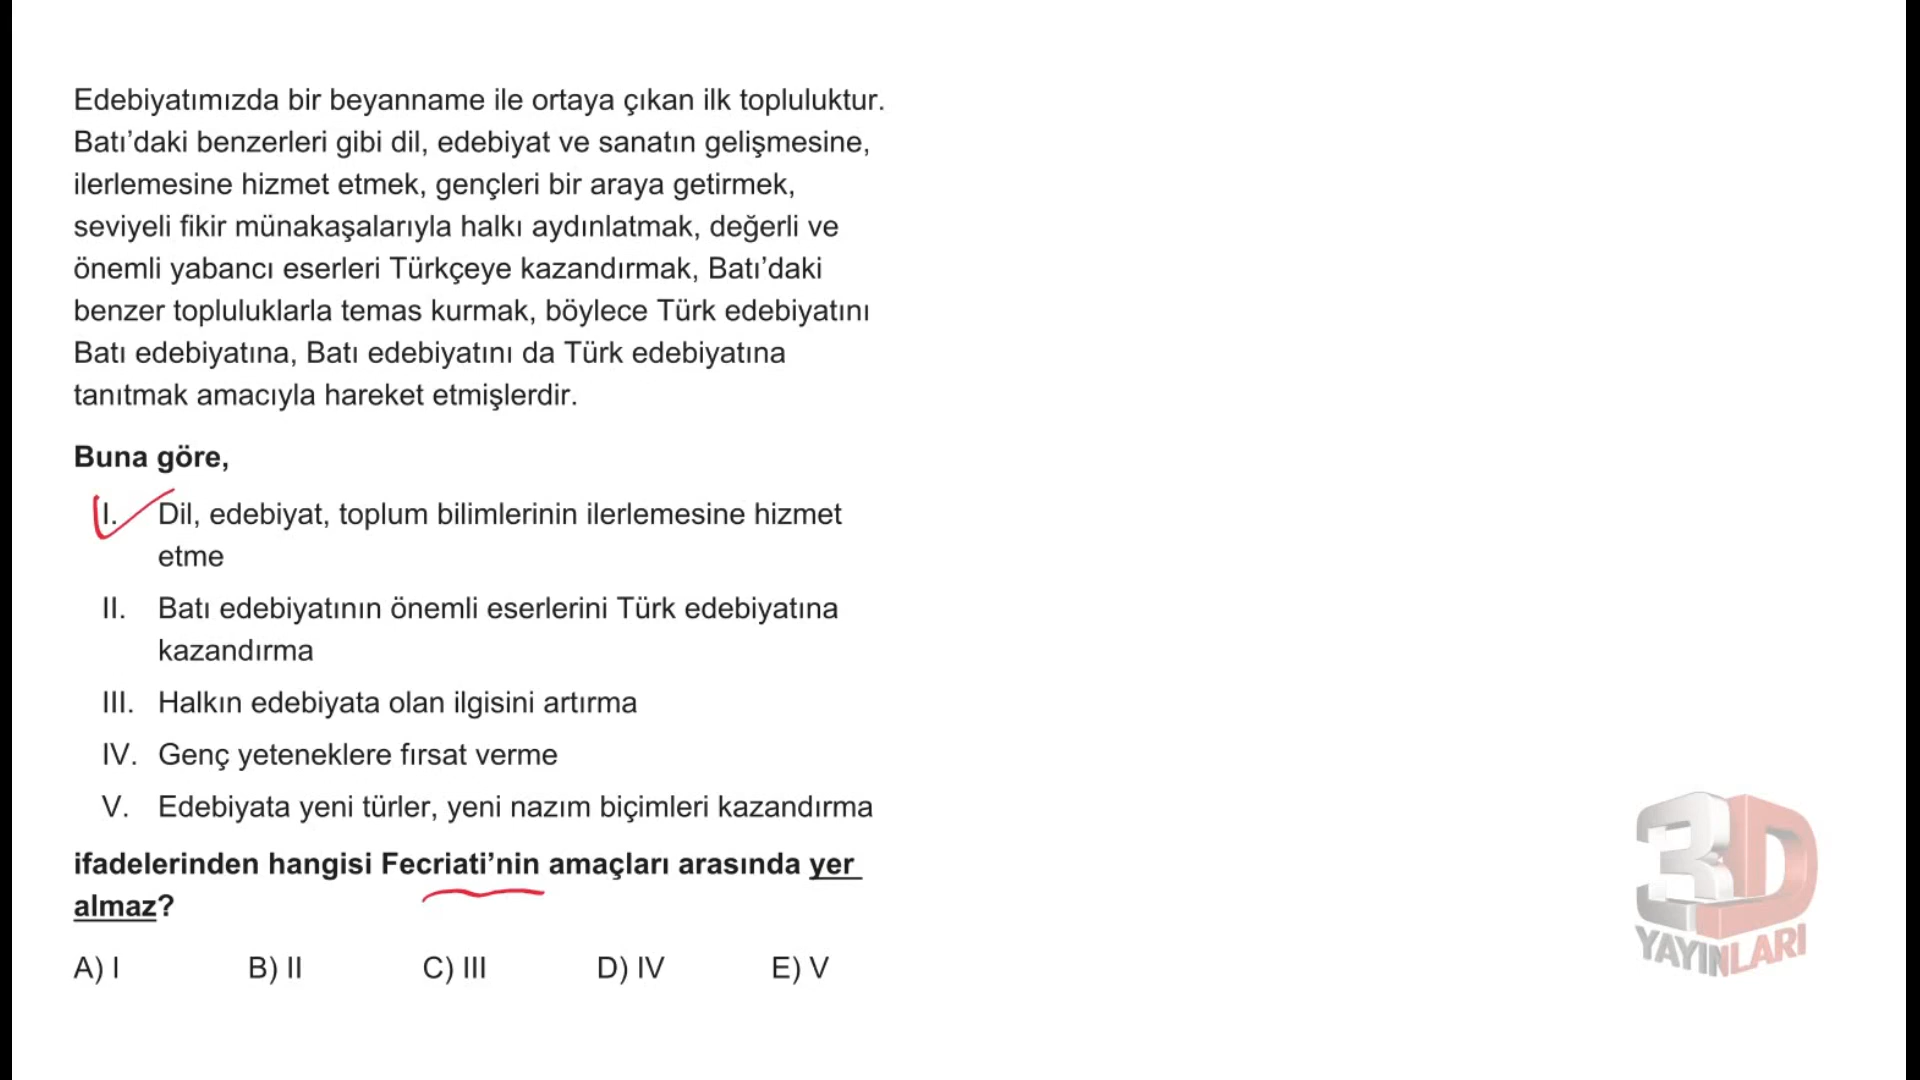 Edebiyatımızda bir beyanname ile ortaya çıkan ilk topluluktur.
Batı’daki benzerleri gibi dil, edebiyat ve sanatın gelişmesine,
ilerlemesine hizmet etmek, gençleri bir araya getirmek,
seviyeli fikir münakaşalarıyla halkı aydınlatmak, değerli ve
önemli yabancı eserleri Türkçeye kazandırmak, Batı’daki
benzer topluluklarla temas kurmak, böylece Türk edebiyatını
Batı edebiyatına, Batı edebiyatını da Türk edebiyatına
tanıtmak amacıyla hareket etmişlerdir.
Buna göre,
I. Dil, edebiyat, toplum bilimlerinin ilerlemesine hizmet
etme
II. Batı edebiyatının önemli eserlerini Türk edebiyatına
kazandırma
III. Halkın edebiyata olan ilgisini artırma
IV. Genç yeteneklere fırsat verme
V. Edebiyata yeni türler, yeni nazım biçimleri kazandırma
ifadelerinden hangisi Fecriati’nin amaçları arasında yer
almaz?
A) I B) II C) III D) IV E) V
3D
YAYINLARI